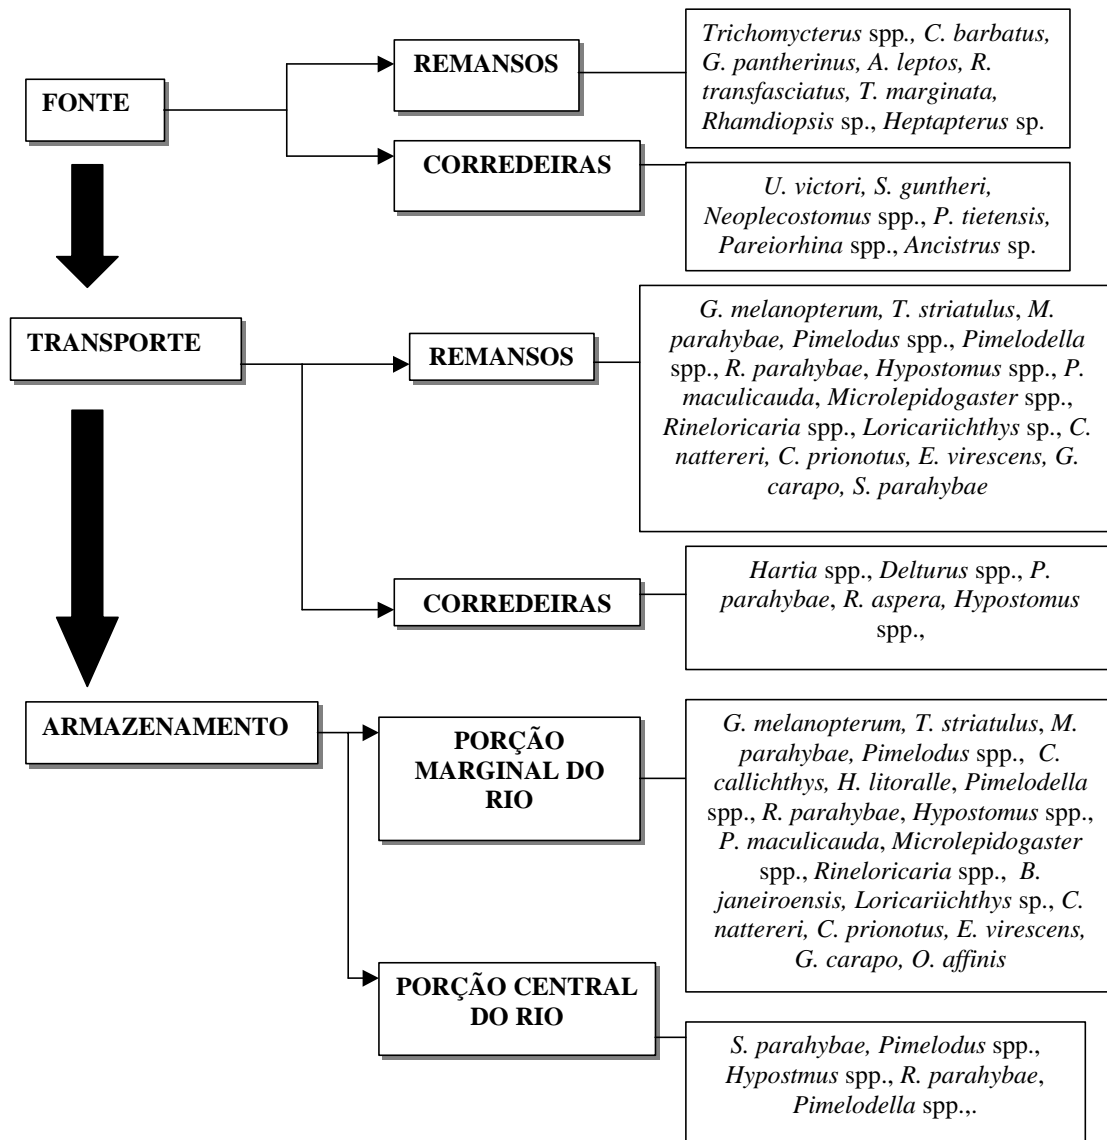 FONTE
REMANSOS
Trichomycterus spp., C. barbatus,
G. pantherinus, A. leptos, R.
transfasciatus, T. marginata,
Rhamdiopsis sp., Heptapterus sp.
CORREDEIRAS
U. victori, S. guntheri,
Neoplecostomus spp., P. tietensis,
Pareiorhina spp., Ancistrus sp.
TRANSPORTE
REMANSOS
G. melanopterum, T. striatulus, M.
parahybae, Pimelodus spp., Pimelodella
spp., R. parahybae, Hypostomus spp., P.
maculicauda, Microlepidogaster spp.,
Rineloricaria spp., Loricariichthys sp., C.
nattereri, C. prionotus, E. virescens, G.
carapo, S. parahybae
CORREDEIRAS
Hartia spp., Delturus spp., P.
parahybae, R. aspera, Hypostomus
spp.,
ARMAZENAMENTO
PORÇÃO
MARGINAL DO
RIO
G. melanopterum, T. striatulus, M.
parahybae, Pimelodus spp., C.
callichthys, H. litoralle, Pimelodella
spp., R. parahybae, Hypostomus spp.,
P. maculicauda, Microlepidogaster
spp., Rineloricaria spp., B.
janeiroensis, Loricariichthys sp., C.
nattereri, C. prionotus, E. virescens,
G. carapo, O. affinis
PORÇÃO CENTRAL
DO RIO
S. parahybae, Pimelodus spp.,
Hypostmus spp., R. parahybae,
Pimelodella spp.,.